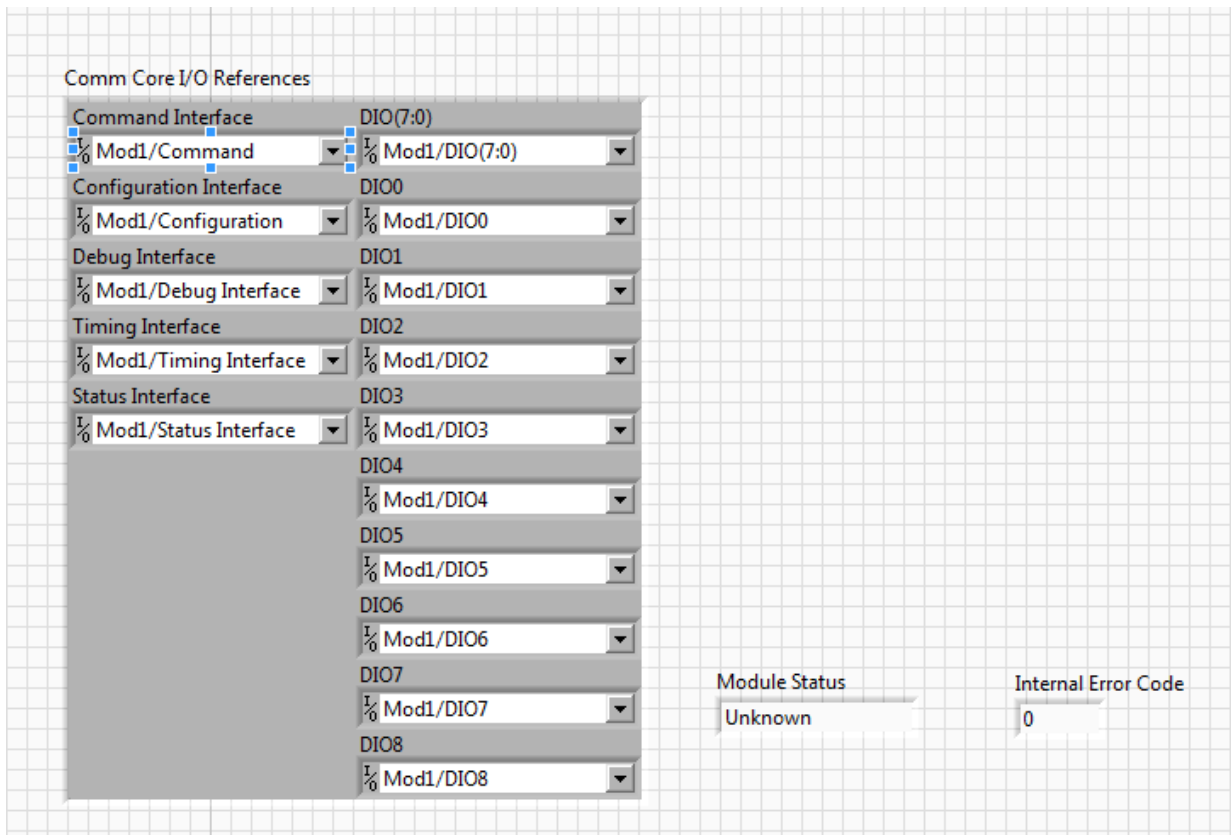 Comm Core I/O References
Command Interface
Mod1/Command
Configuration Interface
Mod1/Configuration
Debug Interface
Mod1/Debug Interface
Timing Interface
Mod1/Timing Interface
Status Interface
Mod1/Status Interface
DIO(7:0)
Mod1/DIO(7:0)
DIO0
Mod1/DIO0
DIO1
Mod1/DIO1
DIO2
Mod1/DIO2
DIO3
Mod1/DIO3
DIO4
Mod1/DIO4
DIO5
Mod1/DIO5
DIO6
Mod1/DIO6
DIO7
Mod1/DIO7
DIO8
Mod1/DIO8
Module Status
Unknown
Internal Error Code
0